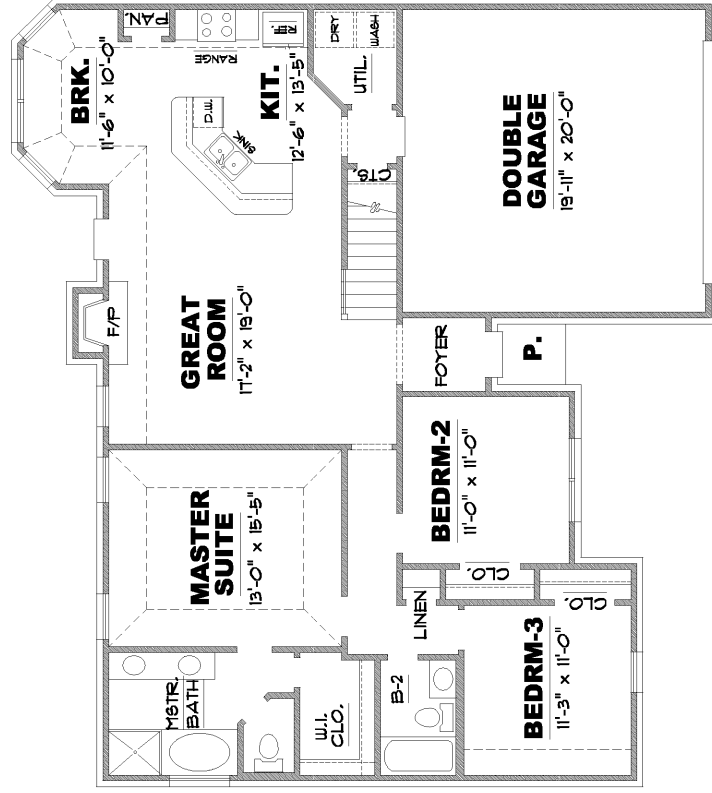 PAN.
BRK.
11'-6" x 10'-0"
RANGE
REF.
KIT.
12'-6" x 13'-5"
D.W.
SINK
DRY
WASH
UTIL.
CTS.
DOUBLE
GARAGE
19'-11" x 20'-0"
F/P
GREAT
ROOM
17'-2" x 19'-0"
FOYER
P.
MASTER
SUITE
13'-0" x 15'-5"
BEDRM-2
11'-0" x 11'-0"
CLO.
CLO.
LINEN
BEDRM-3
11'-3" x 11'-0"
MSTR.
BATH
W.I.
CLO.
B-2